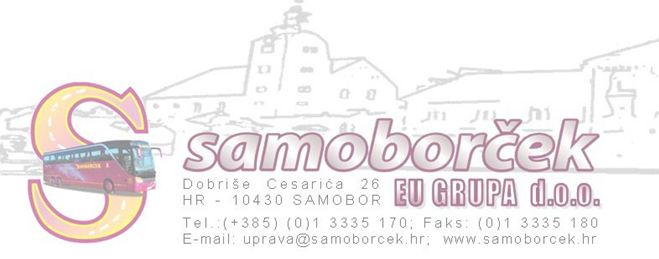 samoborček
Dobriše Cesarića 26
HR - 10430 SAMOBOR
EU GRUPA d.o.o.
Tel.:(+385) (0)1 3335 170; Faks: (0)1 3335 180
E-mail: uprava@samoborcek.hr; www.samoborcek.hr